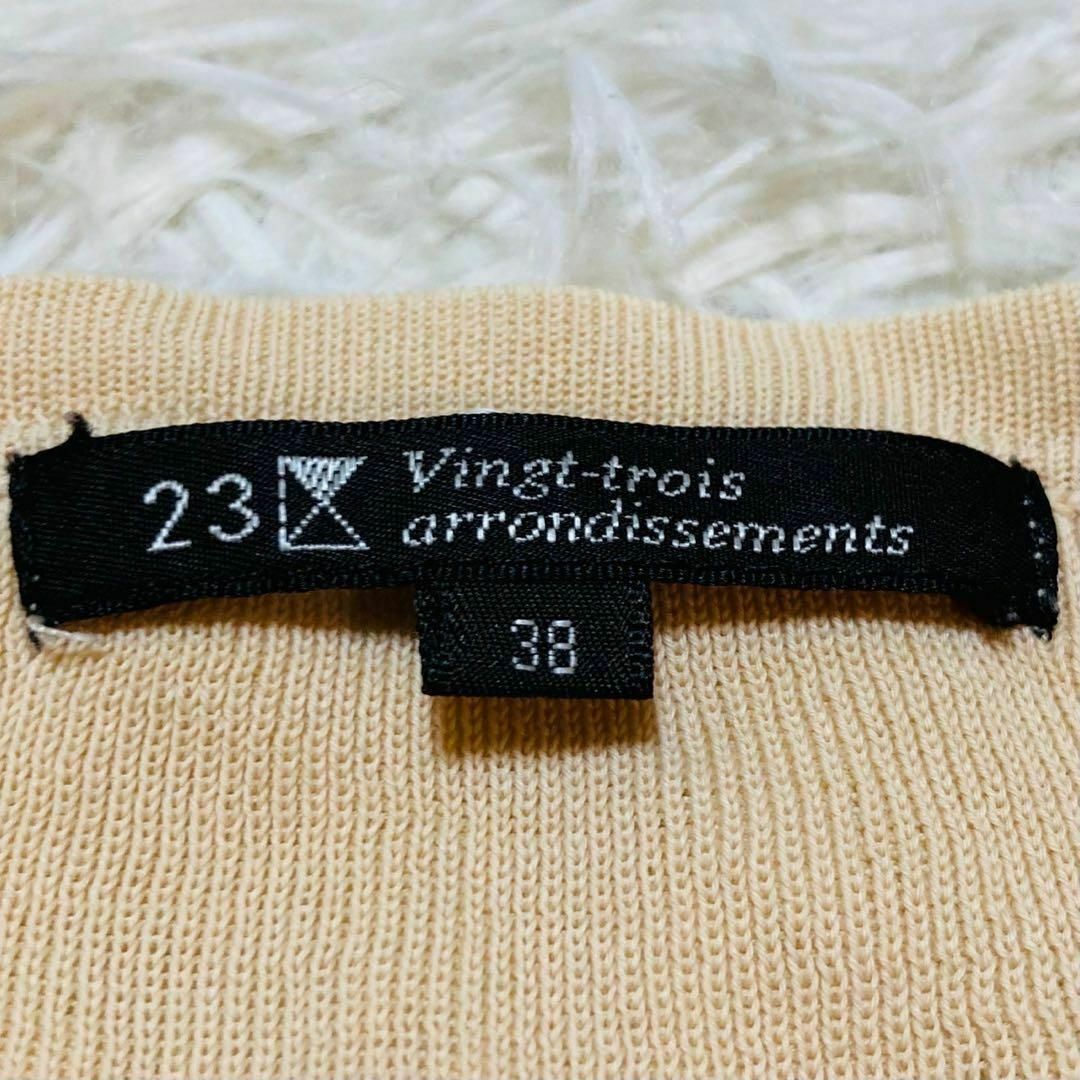 23 Vingt-trois
arrondissements
38